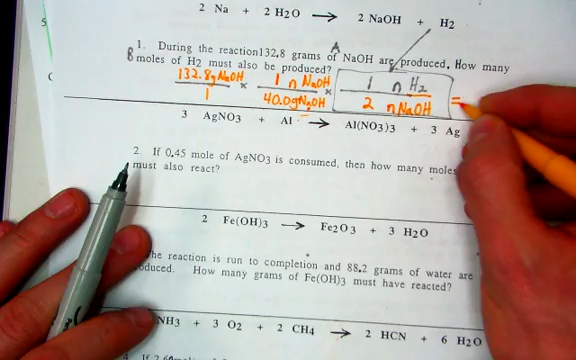 2 Na + 2 H2O → 2 NaOH + H2
1. During the reaction132.8 grams of NaOH are produced. How many
moles of H2 must also be produced?
A
B
132.8g NaOH × 1 n NaOH × 1 n H2 =
1 40.0g NaOH 2 n NaOH
3 AgNO3 + Al → Al(NO3)3 + 3 Ag
2. If 0.45 mole of AgNO3 is consumed, then how many moles
must also react?
2 Fe(OH)3 → Fe2O3 + 3 H2O
he reaction is run to completion and 88.2 grams of water are
oduced. How many grams of Fe(OH)3 must have reacted?
NH3 + 3 O2 + 2 CH4 → 2 HCN + 6 H2O